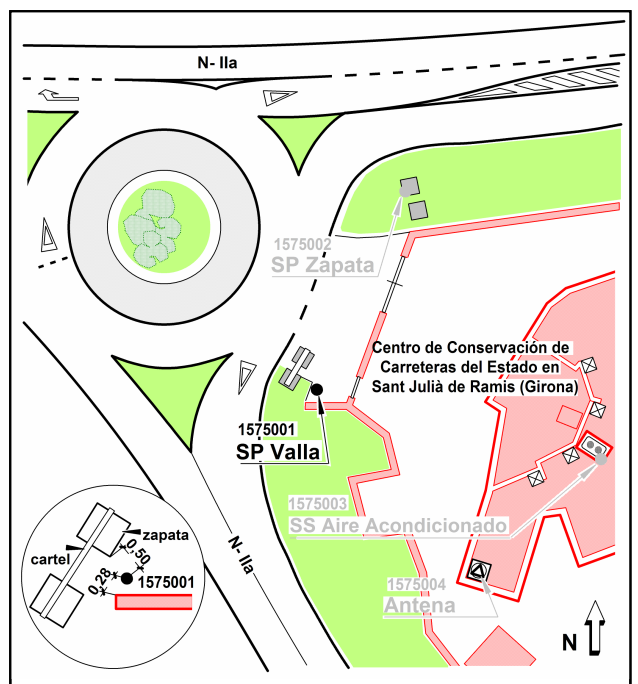 N- IIa
1575002
SP Zapata
Centro de Conservación de
Carreteras del Estado en
Sant Julià de Ramis (Girona)
1575001
SP Valla
1575003
SS Aire Acondicionado
N- IIa
zapata
cartel
0,50
0,28
1575001
1575004
Antena
N